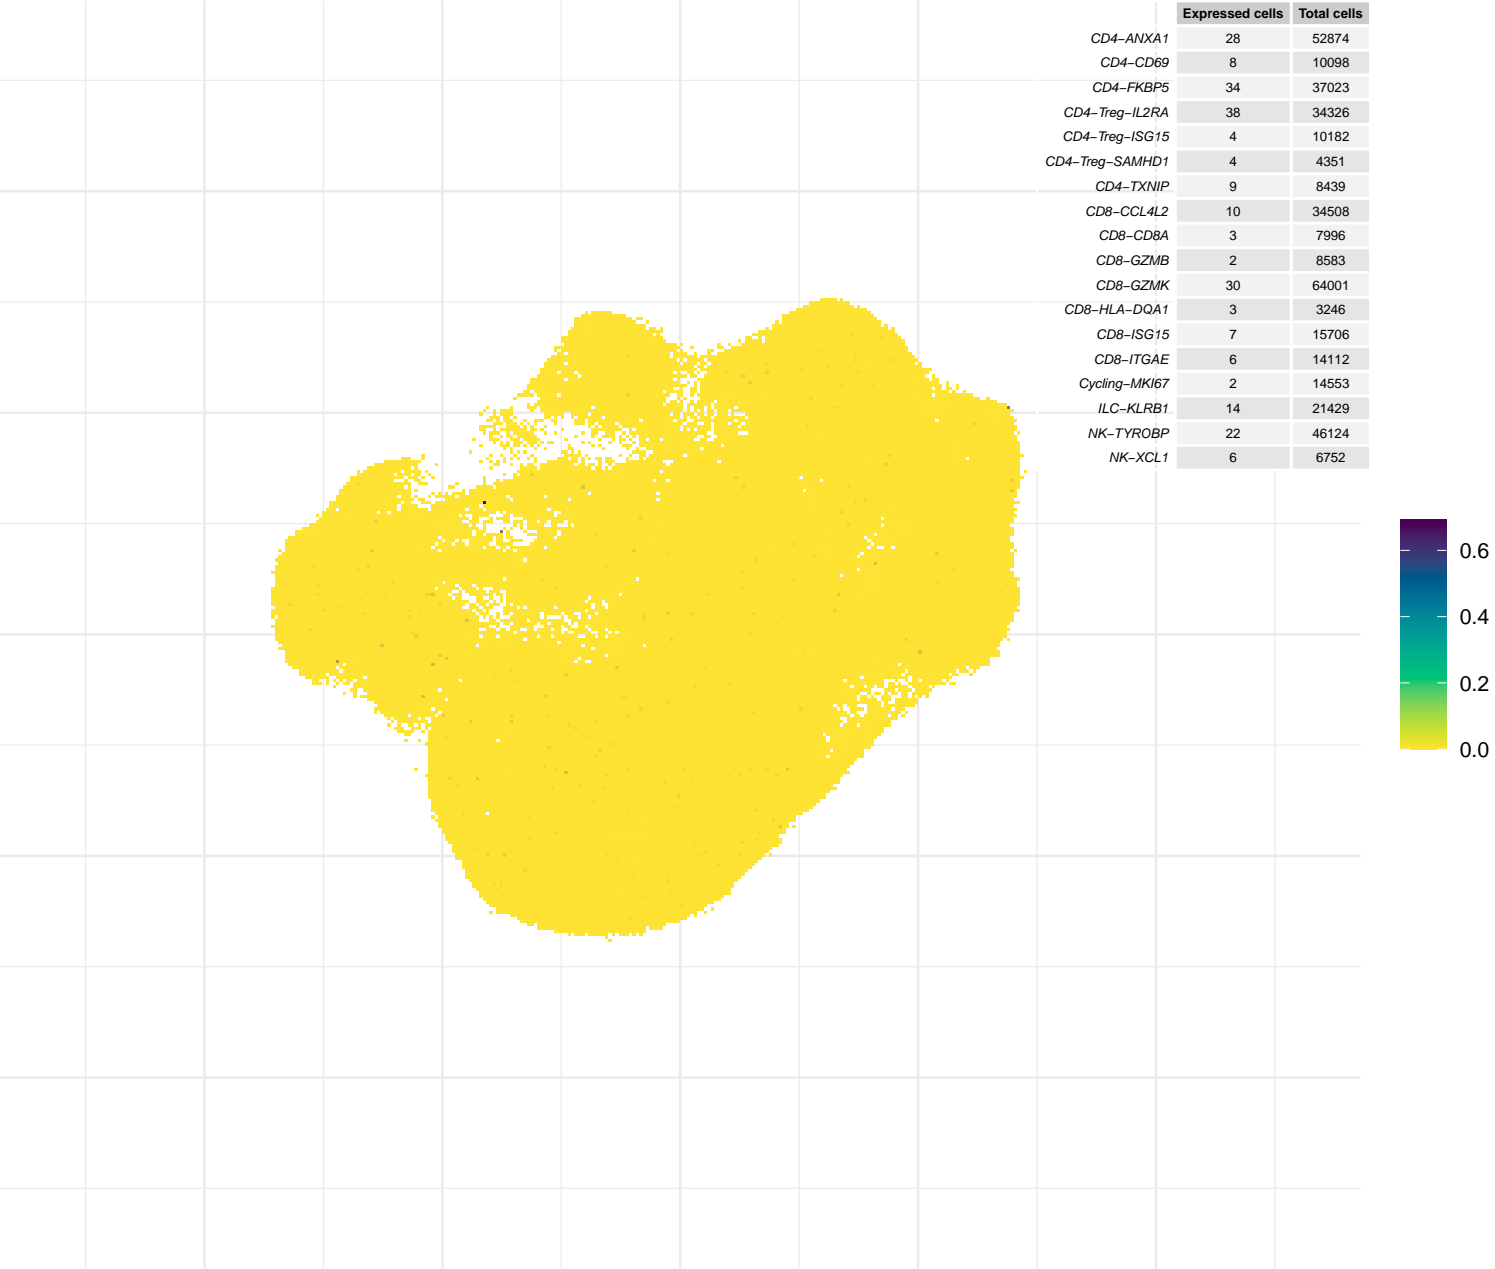 Expressed cells Total cells
CD4−ANXA1 28 52874
CD4−CD69 8 10098
CD4−FKBP5 34 37023
CD4−Treg−IL2RA 38 34326
CD4−Treg−ISG15 4 10182
CD4−Treg−SAMHD1 4 4351
CD4−TXNIP 9 8439
CD8−CCL4L2 10 34508
CD8−CD8A 3 7996
CD8−GZMB 2 8583
CD8−GZMK 30 64001
CD8−HLA−DQA1 3 3246
CD8−ISG15 7 15706
CD8−ITGAE 6 14112
Cycling−MKI67 2 14553
ILC−KLRB1 14 21429
NK−TYROBP 22 46124
NK−XCL1 6 6752
0.6
0.4
0.2
0.0